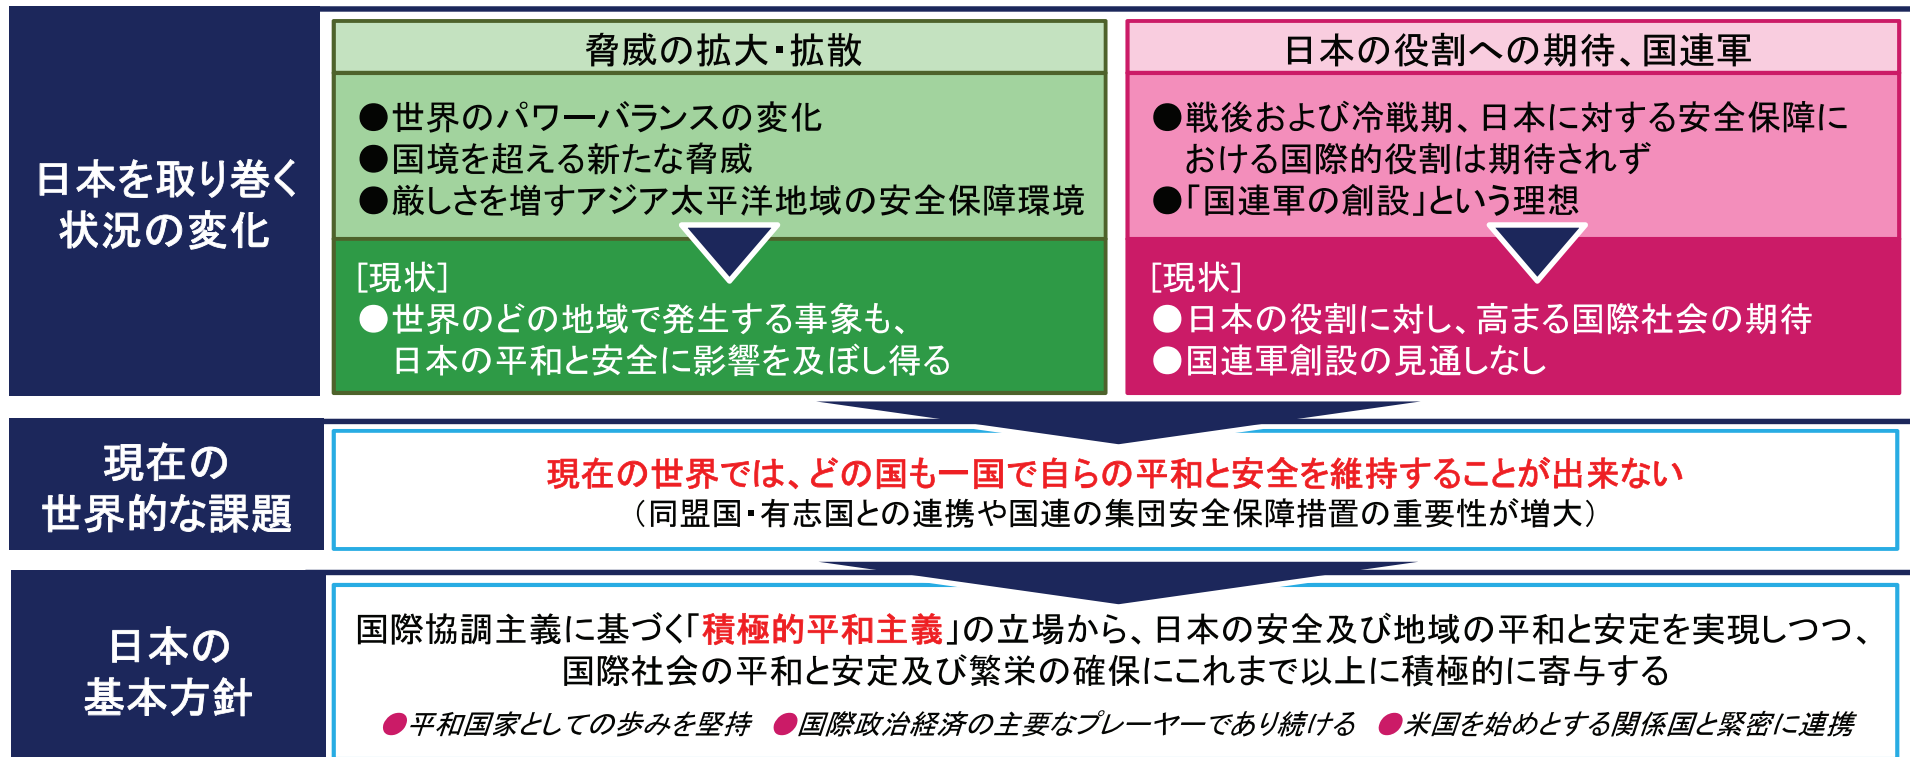 日本を取り巻く
状況の変化
脅威の拡大・拡散
●世界のパワーバランスの変化
●国境を超える新たな脅威
●厳しさを増すアジア太平洋地域の安全保障環境
[現状]
●世界のどの地域で発生する事象も、
日本の平和と安全に影響を及ぼし得る
日本の役割への期待、国連軍
●戦後および冷戦期、日本に対する安全保障に
おける国際的役割は期待されず
●「国連軍の創設」という理想
[現状]
●日本の役割に対し、高まる国際社会の期待
●国連軍創設の見通しなし
現在の
世界的な課題
現在の世界では、どの国も一国で自らの平和と安全を維持することが出来ない
（同盟国・有志国との連携や国連の集団安全保障措置の重要性が増大）
日本の
基本方針
国際協調主義に基づく「積極的平和主義」の立場から、日本の安全及び地域の平和と安定を実現しつつ、
国際社会の平和と安定及び繁栄の確保にこれまで以上に積極的に寄与する
●平和国家としての歩みを堅持 ●国際政治経済の主要なプレーヤーであり続ける ●米国を始めとする関係国と緊密に連携